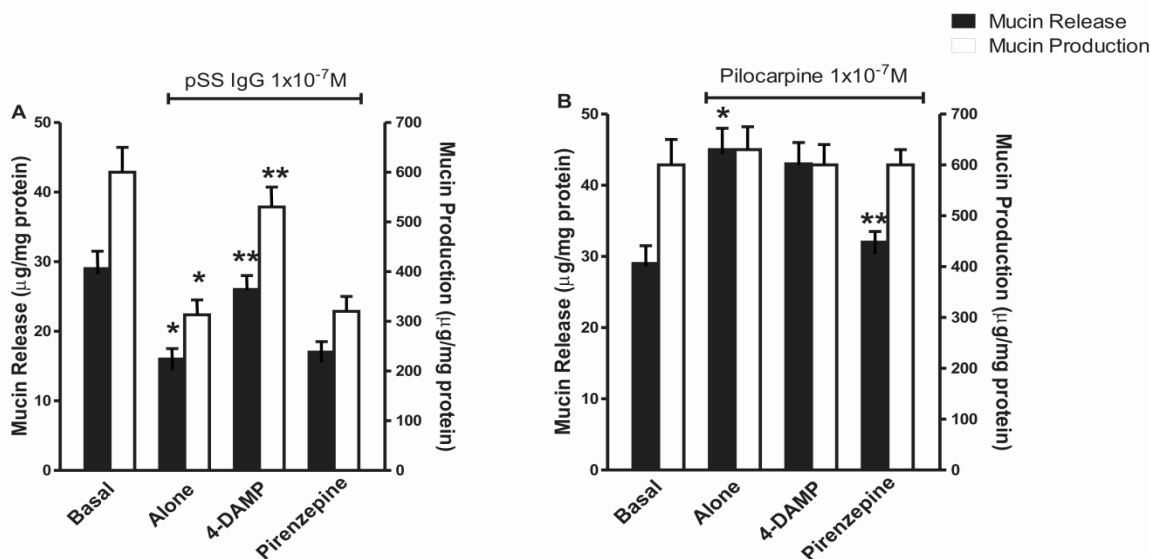 Mucin Release
Mucin Production
A
pSS IgG 1x10⁻⁷M
Mucin Release (µg/mg protein)
50
40
30
20
10
0
*
*
**
**
700
600
500
400
300
200
100
0
Mucin Production (µg/mg protein)
Basal
Alone
4-DAMP
Pirenzepine
B
Pilocarpine 1x10⁻⁷M
Mucin Release (µg/mg protein)
50
40
30
20
10
0
*
**
700
600
500
400
300
200
100
0
Mucin Production (µg/mg protein)
Basal
Alone
4-DAMP
Pirenzepine